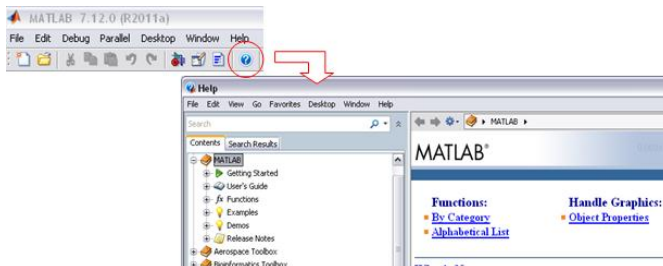 MATLAB 7.12.0 (R2011a)
File Edit Debug Parallel Desktop Window Help
Help
File Edit View Go Favorites Desktop Window Help
Search
MATLAB
Contents Search Results
MATLAB®
MATLAB
Getting Started
User's Guide
fx Functions
Functions: Handle Graphics:
Examples
By Category Object Properties
Demos
Alphabetical List
Release Notes
Aerospace Toolbox
Bioinformatics Toolbox